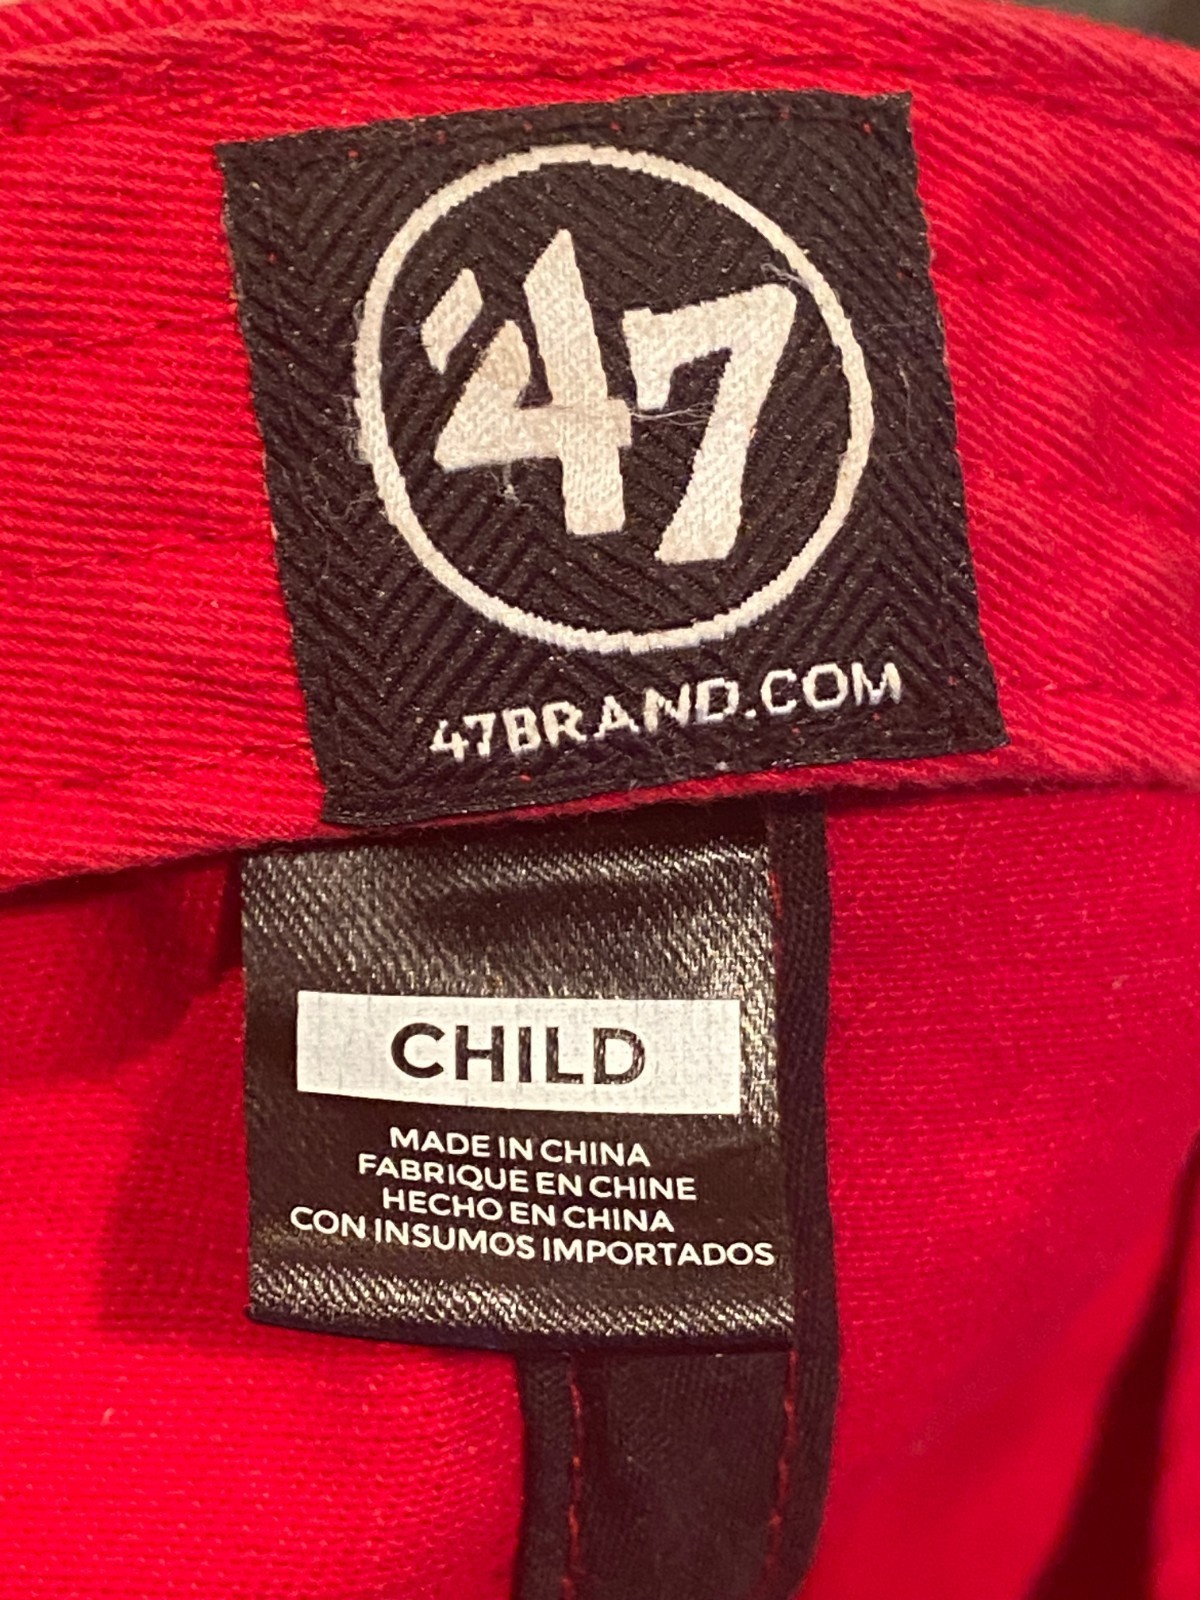 '47
47BRAND.COM
CHILD
MADE IN CHINA
FABRIQUE EN CHINE
HECHO EN CHINA
CON INSUMOS IMPORTADOS